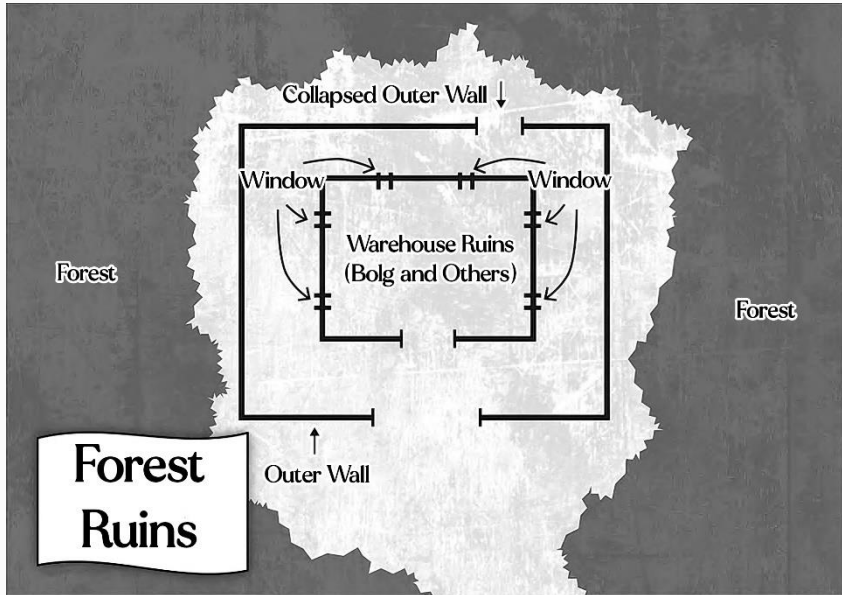 Collapsed Outer Wall
Window
Window
Warehouse Ruins
(Bolg and Others)
Forest
Forest
Outer Wall
Forest
Ruins